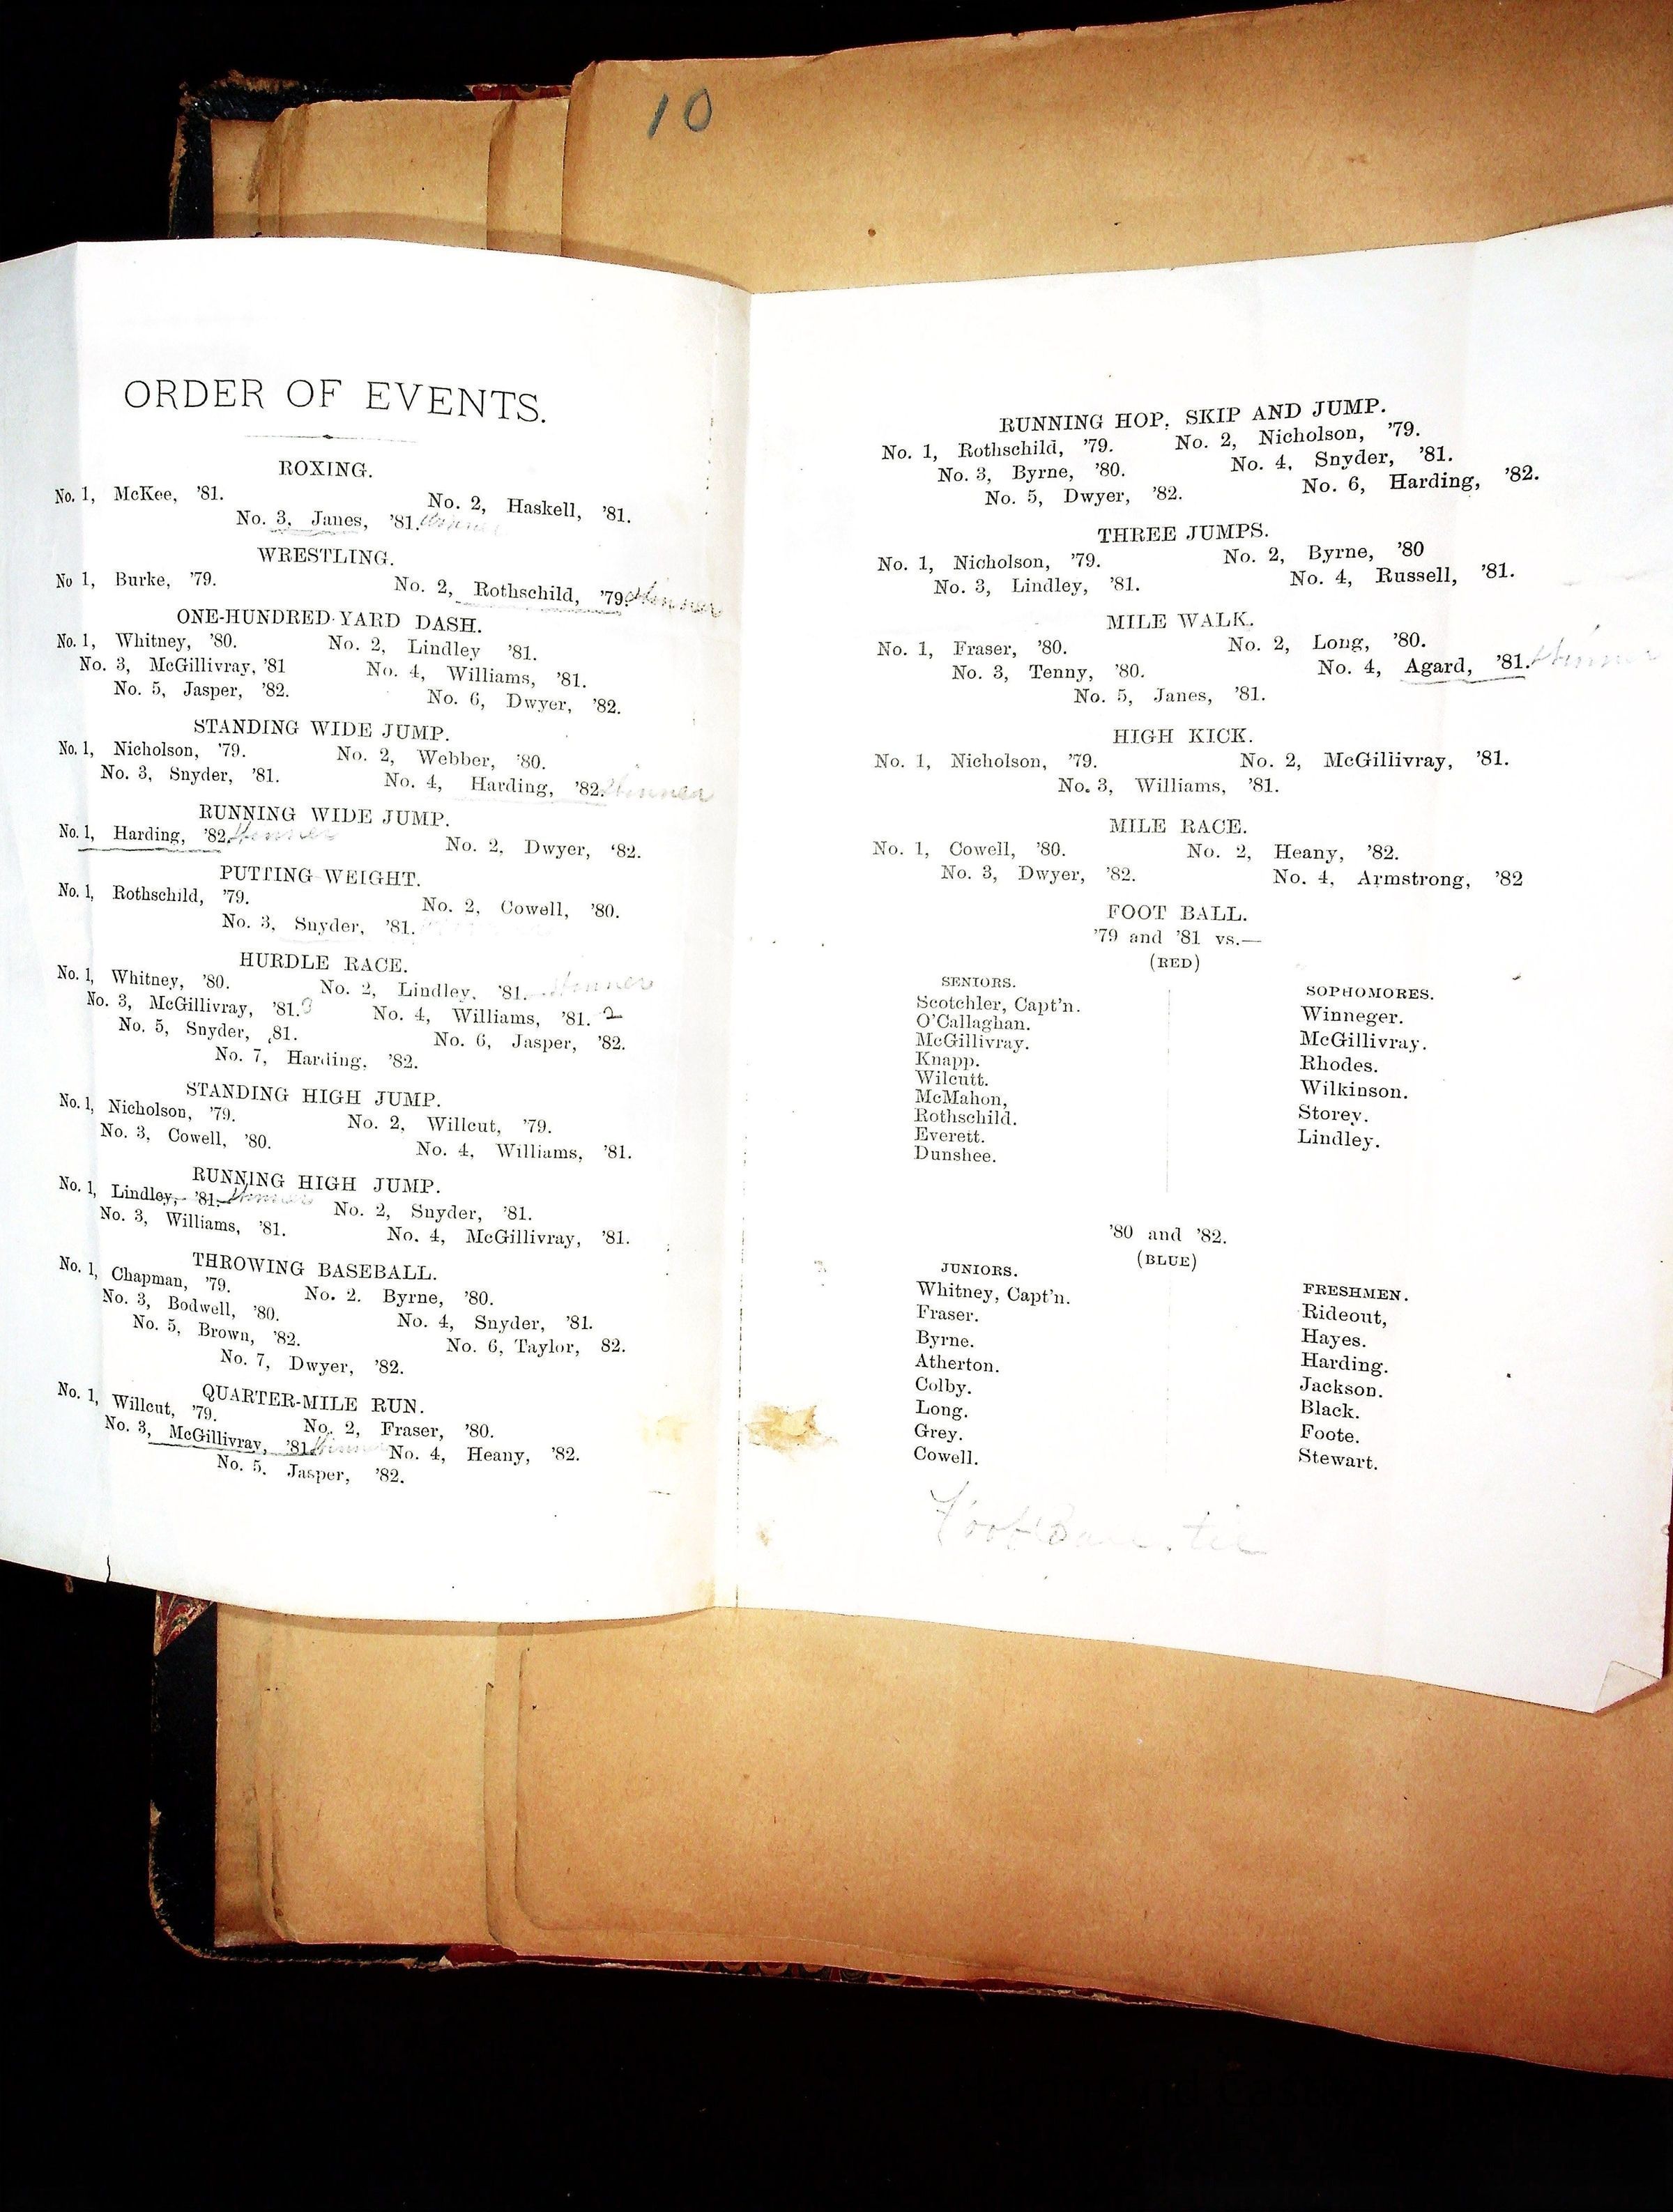 10
ORDER OF EVENTS.
ROXING.
No. 1, McKee, '81. No. 2, Haskell, '81.
No. 3, Janes, '81. Winner
WRESTLING.
No 1, Burke, '79. No. 2, Rothschild, '79. Winner
ONE-HUNDRED-YARD DASH.
No. 1, Whitney, '80. No. 2, Lindley '81.
No. 3, McGillivray, '81 No. 4, Williams, '81.
No. 5, Jasper, '82. No. 6, Dwyer, '82.
STANDING WIDE JUMP.
No. 1, Nicholson, '79. No. 2, Webber, '80.
No. 3, Snyder, '81. No. 4, Harding, '82. Winner
RUNNING WIDE JUMP.
No. 1, Harding, '82. Winner No. 2, Dwyer, '82.
PUTTING WEIGHT.
No. 1, Rothschild, '79. No. 2, Cowell, '80.
No. 3, Snyder, '81.
HURDLE RACE.
No. 1, Whitney, '80. No. 2, Lindley, '81. Winner
No. 3, McGillivray, '81. 3 No. 4, Williams, '81. 2
No. 5, Snyder, ,81. No. 6, Jasper, '82.
No. 7, Harding, '82.
STANDING HIGH JUMP.
No. 1, Nicholson, '79. No. 2, Willcut, '79.
No. 3, Cowell, '80. No. 4, Williams, '81.
RUNNING HIGH JUMP.
No. 1, Lindley, '81. Winner No. 2, Snyder, '81.
No. 3, Williams, '81. No. 4, McGillivray, '81.
THROWING BASEBALL.
No. 1, Chapman, '79. No. 2. Byrne, '80.
No. 3, Bodwell, '80. No. 4, Snyder, '81.
No. 5, Brown, '82. No. 6, Taylor, 82.
No. 7, Dwyer, '82.
QUARTER-MILE RUN.
No. 1, Willcut, '79. No. 2, Fraser, '80.
No. 3, McGillivray, '81. Winner No. 4, Heany, '82.
No. 5. Jasper, '82.
RUNNING HOP, SKIP AND JUMP.
No. 1, Rothschild, '79. No. 2, Nicholson, '79.
No. 3, Byrne, '80. No. 4, Snyder, '81.
No. 5, Dwyer, '82. No. 6, Harding, '82.
THREE JUMPS.
No. 1, Nicholson, '79. No. 2, Byrne, '80
No. 3, Lindley, '81. No. 4, Russell, '81.
MILE WALK.
No. 1, Fraser, '80. No. 2, Long, '80.
No. 3, Tenny, '80. No. 4, Agard, '81. Winner
No. 5, Janes, '81.
HIGH KICK.
No. 1, Nicholson, '79. No. 2, McGillivray, '81.
No. 3, Williams, '81.
MILE RACE.
No. 1, Cowell, '80. No. 2, Heany, '82.
No. 3, Dwyer, '82. No. 4, Armstrong, '82
FOOT BALL.
'79 and '81 vs.—
(RED)
SENIORS.
Scotchler, Capt'n.
O'Callaghan.
McGillivray.
Knapp.
Wilcutt.
McMahon,
Rothschild.
Everett.
Dunshee.
SOPHOMORES.
Winneger.
McGillivray.
Rhodes.
Wilkinson.
Storey.
Lindley.
'80 and '82.
(BLUE)
JUNIORS.
Whitney, Capt'n.
Fraser.
Byrne.
Atherton.
Colby.
Long.
Grey.
Cowell.
FRESHMEN.
Rideout,
Hayes.
Harding.
Jackson.
Black.
Foote.
Stewart.
Foot Ball. tie